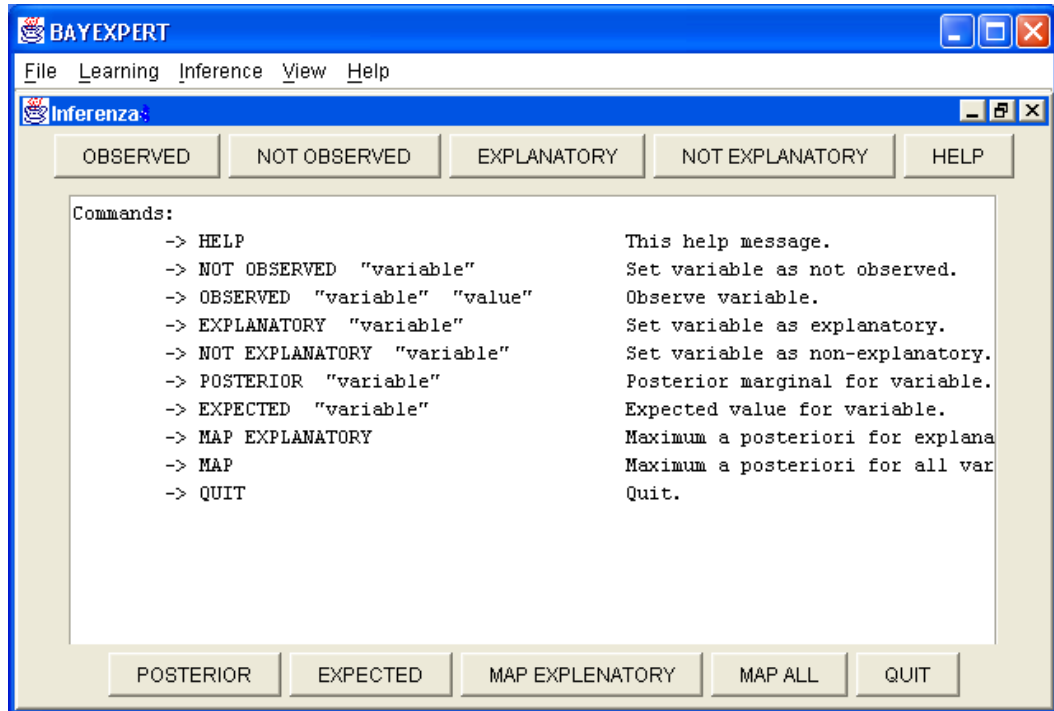 BAYEXPERT
File Learning Inference View Help
Inferenza
OBSERVED NOT OBSERVED EXPLANATORY NOT EXPLANATORY HELP
Commands:
-> HELP This help message.
-> NOT OBSERVED "variable" Set variable as not observed.
-> OBSERVED "variable" "value" Observe variable.
-> EXPLANATORY "variable" Set variable as explanatory.
-> NOT EXPLANATORY "variable" Set variable as non-explanatory.
-> POSTERIOR "variable" Posterior marginal for variable.
-> EXPECTED "variable" Expected value for variable.
-> MAP EXPLANATORY Maximum a posteriori for explana
-> MAP Maximum a posteriori for all var
-> QUIT Quit.
POSTERIOR EXPECTED MAP EXPLENATORY MAP ALL QUIT